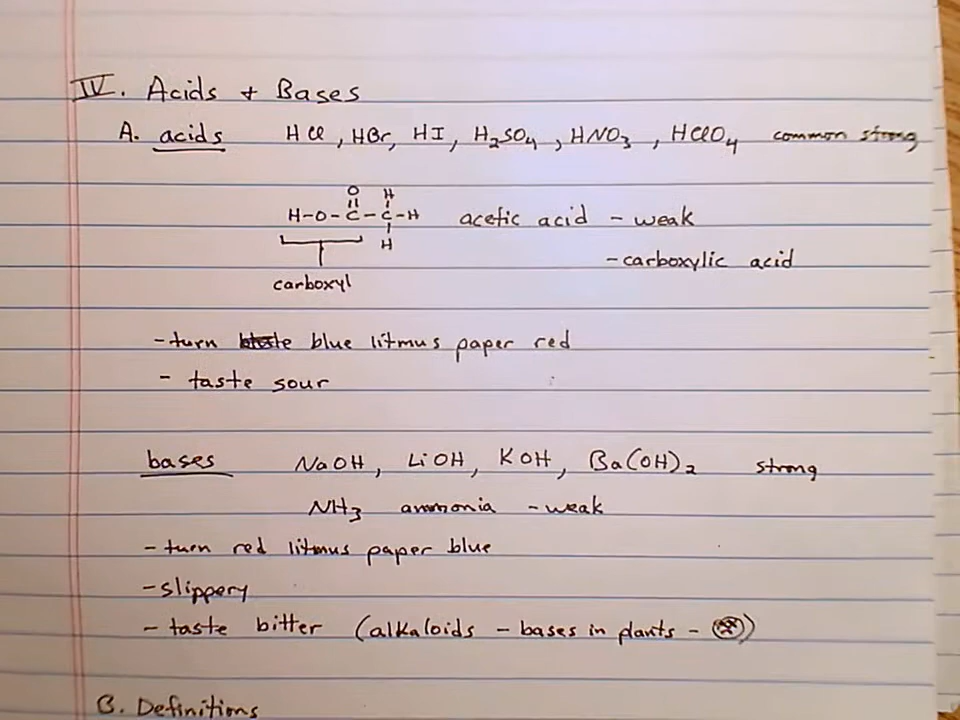 IV. Acids + Bases
A. acids HCl, HBr, HI, H₂SO₄, HNO₃, HClO₄ common strong
O H
H-O-C-C-H acetic acid - weak
H
- carboxylic acid
carboxyl
- turn blue litmus paper red
- taste sour
bases NaOH, LiOH, KOH, Ba(OH)₂ strong
NH₃ ammonia - weak
- turn red litmus paper blue
- slippery
- taste bitter (alkaloids - bases in plants - )
B. Definitions